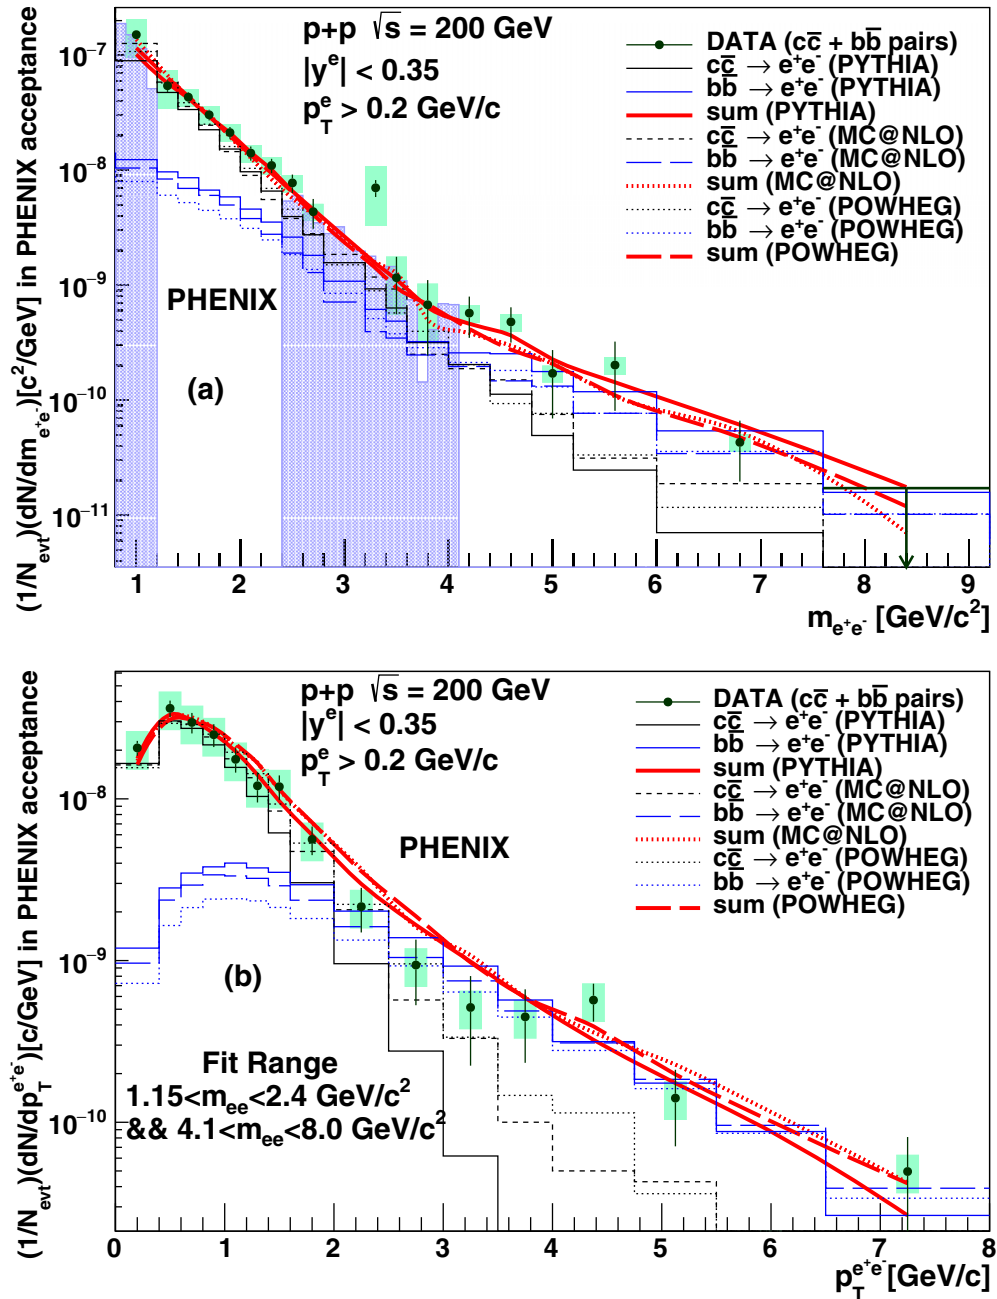 (1/N_evt)(dN/dm_e⁺e⁻)[c²/GeV] in PHENIX acceptance
p+p √s = 200 GeV
|yᵉ| < 0.35
p_T^e > 0.2 GeV/c
DATA (cc̄ + bb̄ pairs)
cc̄ → e⁺e⁻ (PYTHIA)
bb̄ → e⁺e⁻ (PYTHIA)
sum (PYTHIA)
cc̄ → e⁺e⁻ (MC@NLO)
bb̄ → e⁺e⁻ (MC@NLO)
sum (MC@NLO)
cc̄ → e⁺e⁻ (POWHEG)
bb̄ → e⁺e⁻ (POWHEG)
sum (POWHEG)
10⁻⁷
10⁻⁸
10⁻⁹
10⁻¹⁰
10⁻¹¹
PHENIX
(a)
1 2 3 4 5 6 7 8 9
m_e⁺e⁻ [GeV/c²]
(1/N_evt)(dN/dp_T^e⁺e⁻)[c/GeV] in PHENIX acceptance
p+p √s = 200 GeV
|yᵉ| < 0.35
p_T^e > 0.2 GeV/c
DATA (cc̄ + bb̄ pairs)
cc̄ → e⁺e⁻ (PYTHIA)
bb̄ → e⁺e⁻ (PYTHIA)
sum (PYTHIA)
cc̄ → e⁺e⁻ (MC@NLO)
bb̄ → e⁺e⁻ (MC@NLO)
sum (MC@NLO)
cc̄ → e⁺e⁻ (POWHEG)
bb̄ → e⁺e⁻ (POWHEG)
sum (POWHEG)
10⁻⁸
10⁻⁹
10⁻¹⁰
PHENIX
(b)
Fit Range
1.15<m_ee<2.4 GeV/c²
&& 4.1<m_ee<8.0 GeV/c²
0 1 2 3 4 5 6 7 8
p_T^e⁺e⁻ [GeV/c]